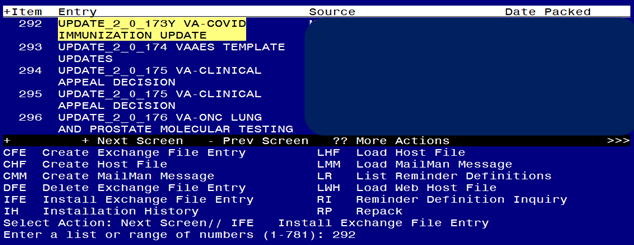 +Item  Entry  Source  Date Packed
292  UPDATE_2_0_173Y VA-COVID
IMMUNIZATION UPDATE
293  UPDATE_2_0_174 VAAES TEMPLATE
UPDATES
294  UPDATE_2_0_175 VA-CLINICAL
APPEAL DECISION
295  UPDATE_2_0_175 VA-CLINICAL
APPEAL DECISION
296  UPDATE_2_0_176 VA-ONC LUNG
AND PROSTATE MOLECULAR TESTING
+  + Next Screen  - Prev Screen  ?? More Actions  >>>
CFE  Create Exchange File Entry  LHF  Load Host File
CHF  Create Host File  LMM  Load MailMan Message
CMM  Create MailMan Message  LR  List Reminder Definitions
DFE  Delete Exchange File Entry  LWH  Load Web Host File
IFE  Install Exchange File Entry  RI  Reminder Definition Inquiry
IH  Installation History  RP  Repack
Select Action: Next Screen// IFE  Install Exchange File Entry
Enter a list or range of numbers (1-781): 292